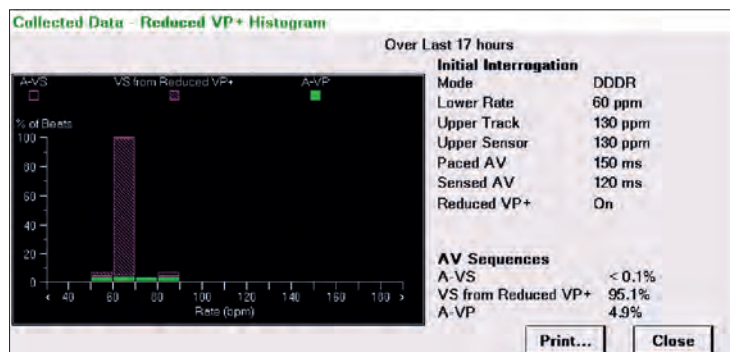 Collected Data - Reduced VP+ Histogram
Over Last 17 hours
A-VS VS from Reduced VP+ A-VP
% of Beats
100
80
60
40
20
0
< 40 60 80 100 120 140 160 180 >
Rate (bpm)
Initial Interrogation
Mode DDDR
Lower Rate 60 ppm
Upper Track 130 ppm
Upper Sensor 130 ppm
Paced AV 150 ms
Sensed AV 120 ms
Reduced VP+ On
AV Sequences
A-VS < 0.1%
VS from Reduced VP+ 95.1%
A-VP 4.9%
Print... Close